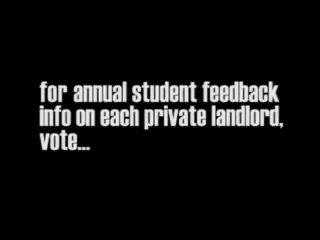 for annual student feedback
info on each private landlord,
vote...